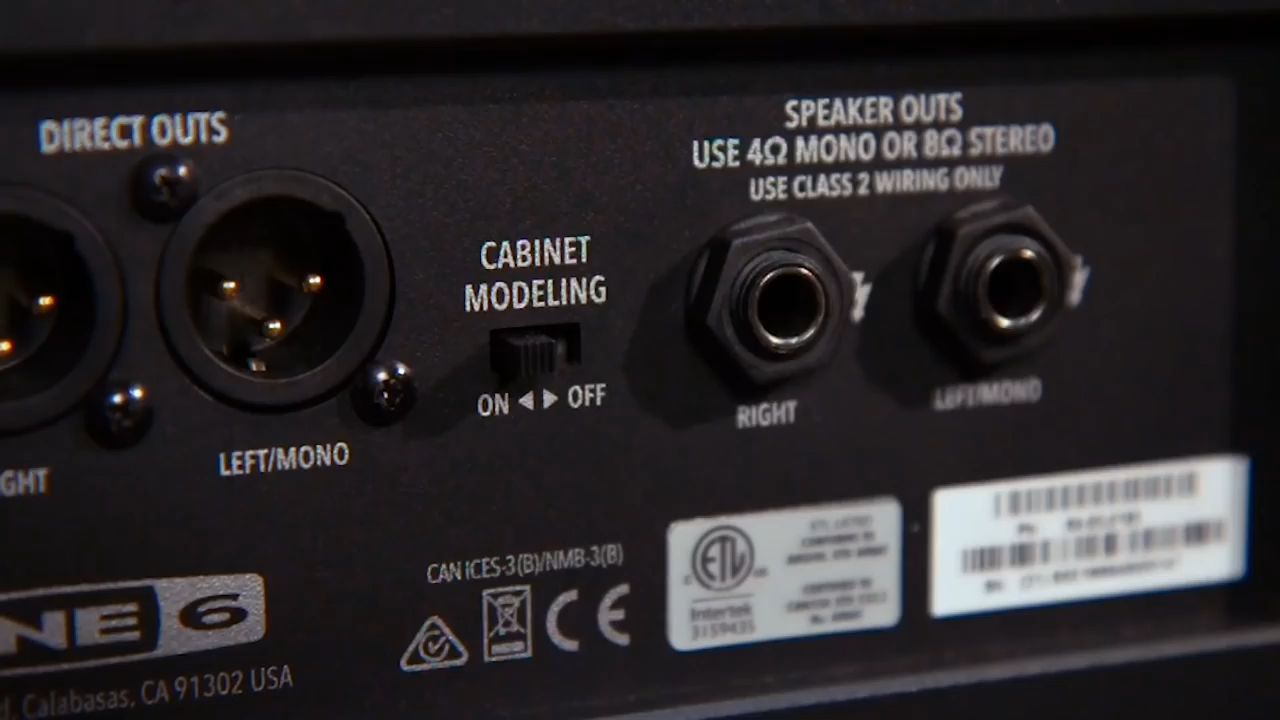 DIRECT OUTS
SPEAKER OUTS
USE 4Ω MONO OR 8Ω STEREO
USE CLASS 2 WIRING ONLY
CABINET
MODELING
ON ◀ ▶ OFF
RIGHT
LEFT/MONO
LEFT/MONO
GHT
CAN ICES-3(B)/NMB-3(B)
CE
ETL
Intertek
3159435
NE 6
Calabasas, CA 91302 USA